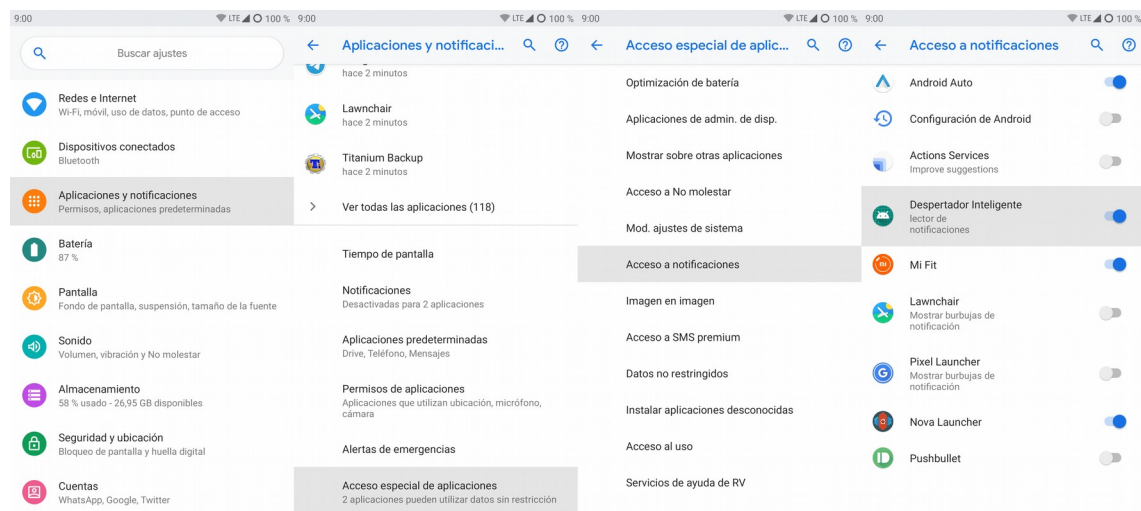 9:00
LTE 100 %
Buscar ajustes
Redes e Internet
Wi-Fi, móvil, uso de datos, punto de acceso
Dispositivos conectados
Bluetooth
Aplicaciones y notificaciones
Permisos, aplicaciones predeterminadas
Batería
87 %
Pantalla
Fondo de pantalla, suspensión, tamaño de la fuente
Sonido
Volumen, vibración y No molestar
Almacenamiento
58 % usado - 26,95 GB disponibles
Seguridad y ubicación
Bloqueo de pantalla y huella digital
Cuentas
WhatsApp, Google, Twitter
9:00
LTE 100 %
Aplicaciones y notificaci...
hace 2 minutos
Lawnchair
hace 2 minutos
Titanium Backup
hace 2 minutos
Ver todas las aplicaciones (118)
Tiempo de pantalla
Notificaciones
Desactivadas para 2 aplicaciones
Aplicaciones predeterminadas
Drive, Teléfono, Mensajes
Permisos de aplicaciones
Aplicaciones que utilizan ubicación, micrófono,
cámara
Alertas de emergencias
Acceso especial de aplicaciones
2 aplicaciones pueden utilizar datos sin restricción
9:00
LTE 100 %
Acceso especial de aplic...
Optimización de batería
Aplicaciones de admin. de disp.
Mostrar sobre otras aplicaciones
Acceso a No molestar
Mod. ajustes de sistema
Acceso a notificaciones
Imagen en imagen
Acceso a SMS premium
Datos no restringidos
Instalar aplicaciones desconocidas
Acceso al uso
Servicios de ayuda de RV
9:00
LTE 100 %
Acceso a notificaciones
Android Auto
Configuración de Android
Actions Services
Improve suggestions
Despertador Inteligente
lector de
notificaciones
Mi Fit
Lawnchair
Mostrar burbujas de
notificación
Pixel Launcher
Mostrar burbujas de
notificación
Nova Launcher
Pushbullet